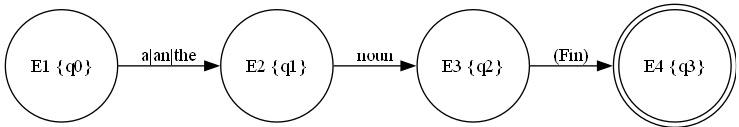 E1 {q0}
a|an|the
E2 {q1}
noun
E3 {q2}
(Fin)
E4 {q3}